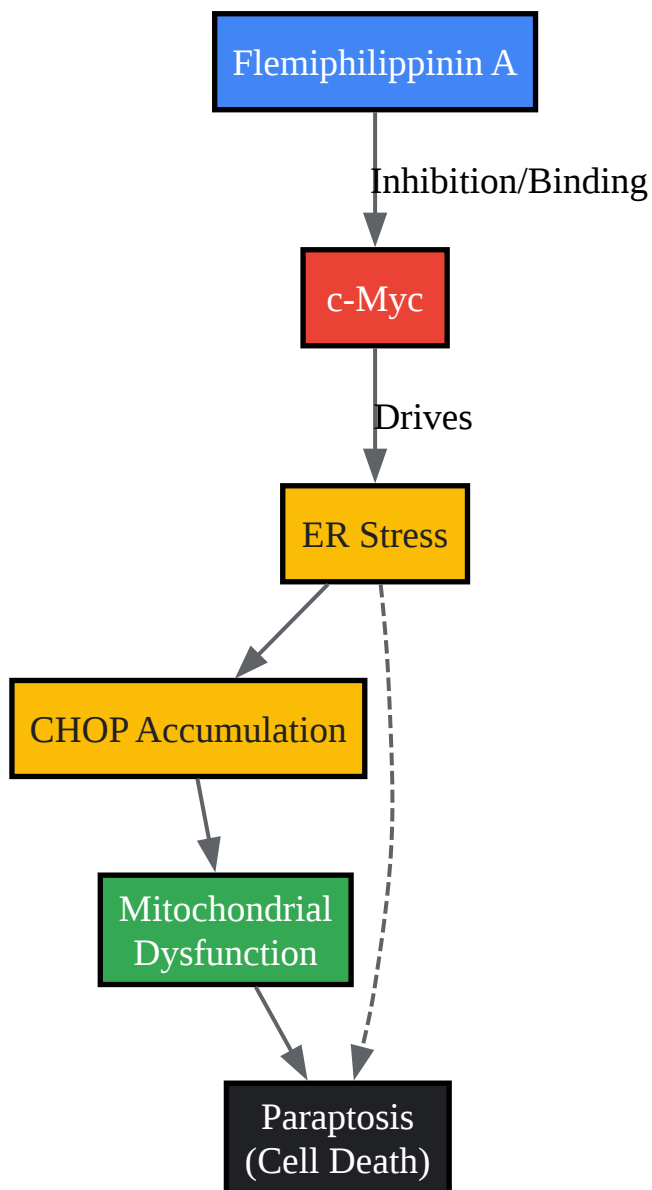 Flemiphilippinin A
Inhibition/Binding
c-Myc
Drives
ER Stress
CHOP Accumulation
Mitochondrial
Dysfunction
Paraptosis
(Cell Death)